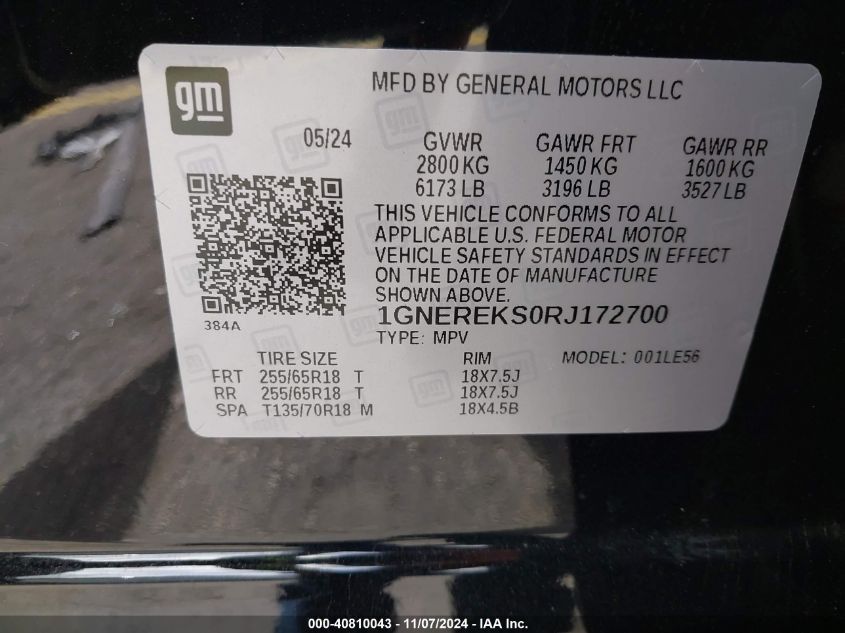 gm
MFD BY GENERAL MOTORS LLC
05/24 GVWR GAWR FRT GAWR RR
2800 KG 1450 KG 1600 KG
6173 LB 3196 LB 3527 LB
THIS VEHICLE CONFORMS TO ALL
APPLICABLE U.S. FEDERAL MOTOR
VEHICLE SAFETY STANDARDS IN EFFECT
ON THE DATE OF MANUFACTURE
SHOWN ABOVE.
384A
1GNEREKS0RJ172700
TYPE: MPV
TIRE SIZE RIM MODEL: 001LE56
FRT 255/65R18 T 18X7.5J
RR 255/65R18 T 18X7.5J
SPA T135/70R18 M 18X4.5B
000-40810043 - 11/07/2024 - IAA Inc.